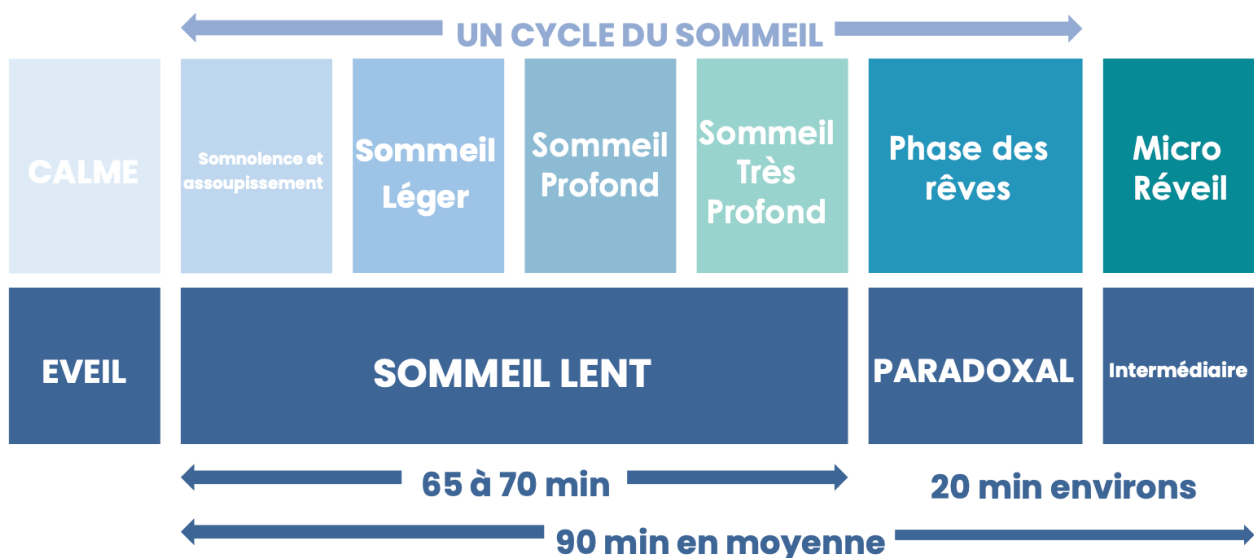 UN CYCLE DU SOMMEIL
CALME
Somnolence et
assoupissement
Sommeil
Léger
Sommeil
Profond
Sommeil
Très
Profond
Phase des
rêves
Micro
Réveil
EVEIL
SOMMEIL LENT
PARADOXAL
Intermédiaire
65 à 70 min
20 min environs
90 min en moyenne